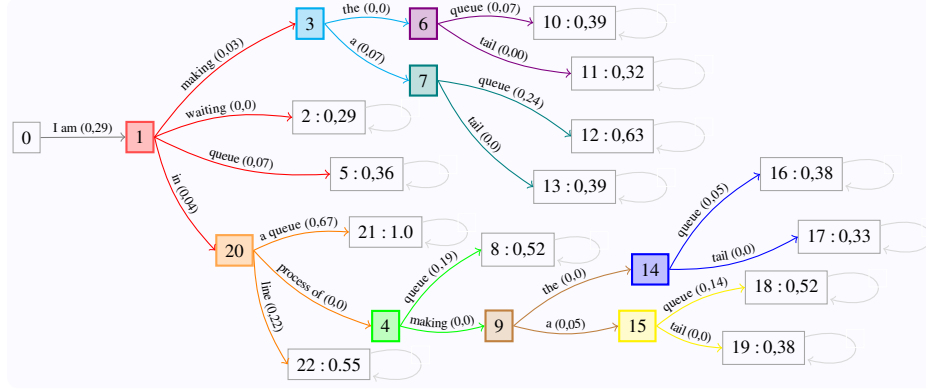 the (0,0)
queue (0,07)
3
6
10 : 0,39
a (0,07)
tail (0,00)
making (0,03)
11 : 0,32
7
queue (0,24)
waiting (0,0)
2 : 0,29
0
I am (0,29)
1
tail (0,0)
12 : 0,63
queue (0,07)
5 : 0,36
13 : 0,39
16 : 0,38
in (0,04)
queue (0,05)
a queue (0,67)
21 : 1.0
20
8 : 0,52
17 : 0,33
tail (0,0)
process of (0,0)
queue (0,19)
the (0,0)
14
line (0,22)
18 : 0,52
queue (0,14)
4
making (0,0)
9
a (0,05)
15
tail (0,0)
19 : 0,38
22 : 0.55